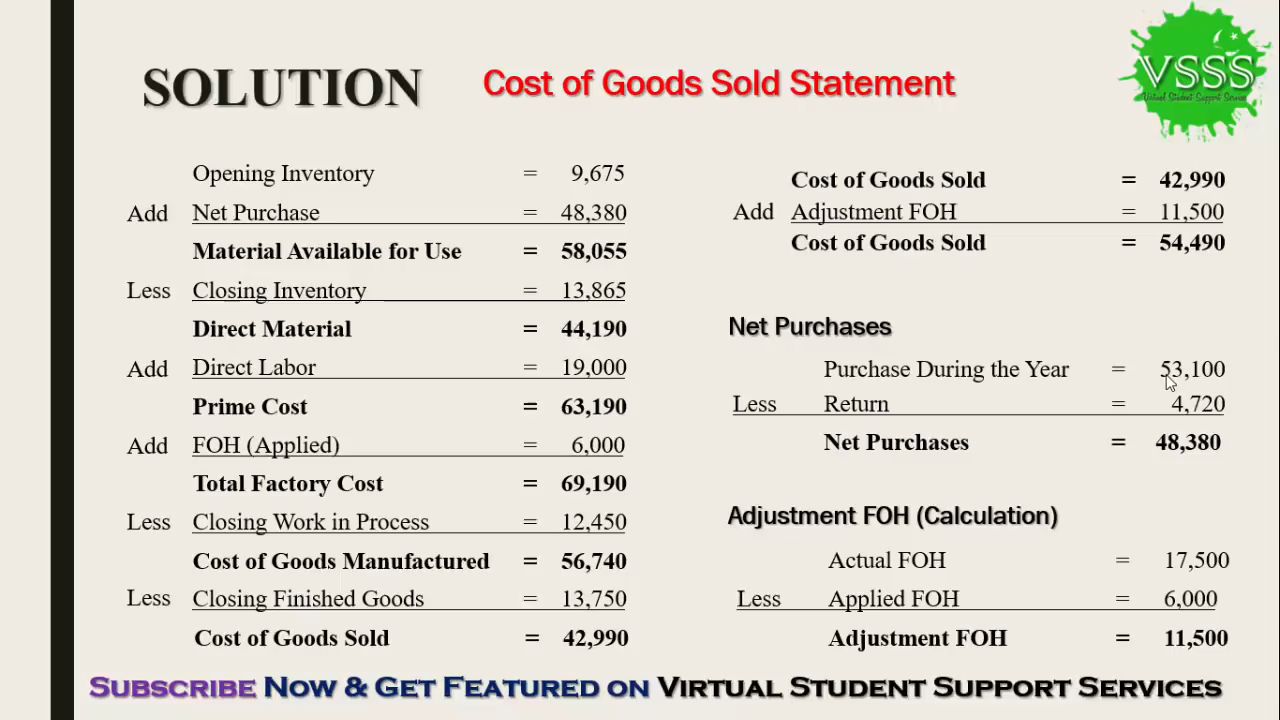 SOLUTION Cost of Goods Sold Statement
VSSS
Virtual Student Support Services
Opening Inventory = 9,675
Add Net Purchase = 48,380
Material Available for Use = 58,055
Less Closing Inventory = 13,865
Direct Material = 44,190
Add Direct Labor = 19,000
Prime Cost = 63,190
Add FOH (Applied) = 6,000
Total Factory Cost = 69,190
Less Closing Work in Process = 12,450
Cost of Goods Manufactured = 56,740
Less Closing Finished Goods = 13,750
Cost of Goods Sold = 42,990
Cost of Goods Sold = 42,990
Add Adjustment FOH = 11,500
Cost of Goods Sold = 54,490
Net Purchases
Purchase During the Year = 53,100
Less Return = 4,720
Net Purchases = 48,380
Adjustment FOH (Calculation)
Actual FOH = 17,500
Less Applied FOH = 6,000
Adjustment FOH = 11,500
Subscribe Now & Get Featured on Virtual Student Support Services